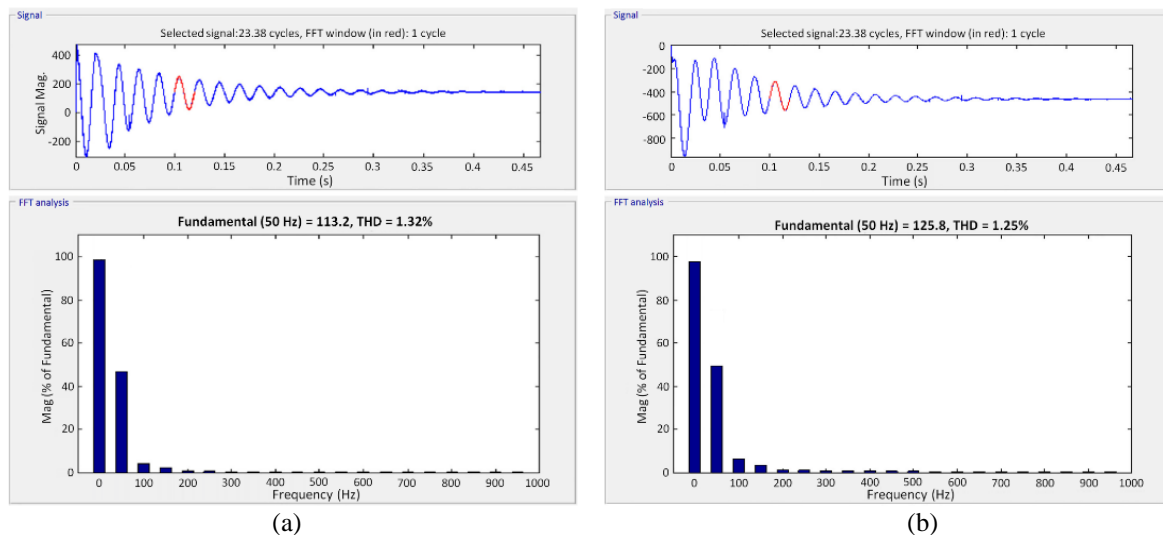 Signal
Selected signal:23.38 cycles, FFT window (in red): 1 cycle
Signal Mag.
400
200
0
-200
0 0.05 0.1 0.15 0.2 0.25 0.3 0.35 0.4 0.45
Time (s)
FFT analysis
Fundamental (50 Hz) = 113.2, THD = 1.32%
Mag (% of Fundamental)
100
80
60
40
20
0
0 100 200 300 400 500 600 700 800 900 1000
Frequency (Hz)
(a)
Signal
Selected signal:23.38 cycles, FFT window (in red): 1 cycle
0
-200
-400
-600
-800
0 0.05 0.1 0.15 0.2 0.25 0.3 0.35 0.4 0.45
Time (s)
FFT analysis
Fundamental (50 Hz) = 125.8, THD = 1.25%
Mag (% of Fundamental)
100
80
60
40
20
0
0 100 200 300 400 500 600 700 800 900 1000
Frequency (Hz)
(b)